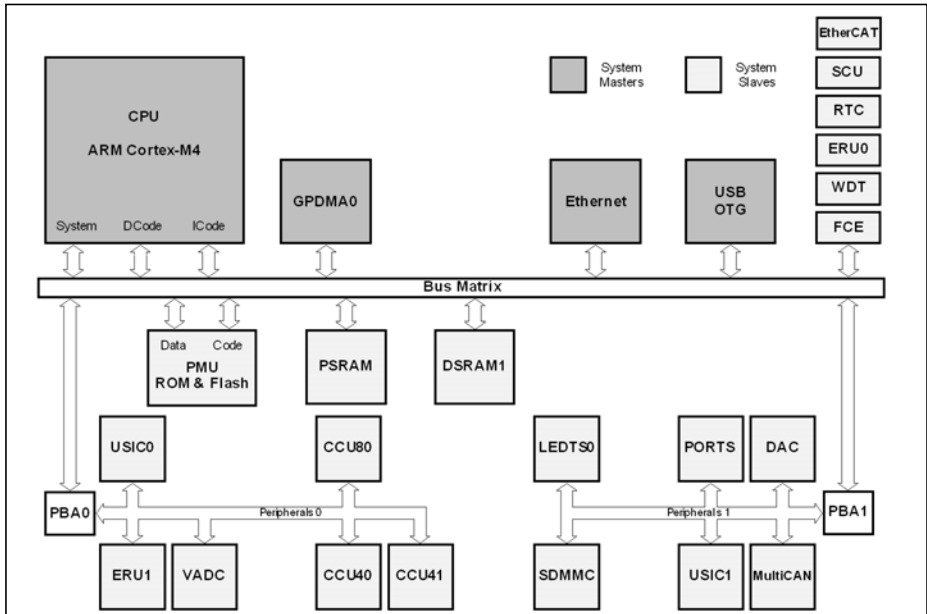 EtherCAT
CPU
ARM Cortex-M4
System
Masters
System
Slaves
SCU
RTC
ERU0
WDT
FCE
GPDMA0
Ethernet
USB
OTG
System DCode ICode
Bus Matrix
Data Code
PMU
ROM & Flash
PSRAM
DSRAM1
USIC0
CCU80
LEDTS0
PORTS
DAC
PBA0
Peripherals 0
Peripherals 1
PBA1
ERU1
VADC
CCU40
CCU41
SDMMC
USIC1
MultiCAN